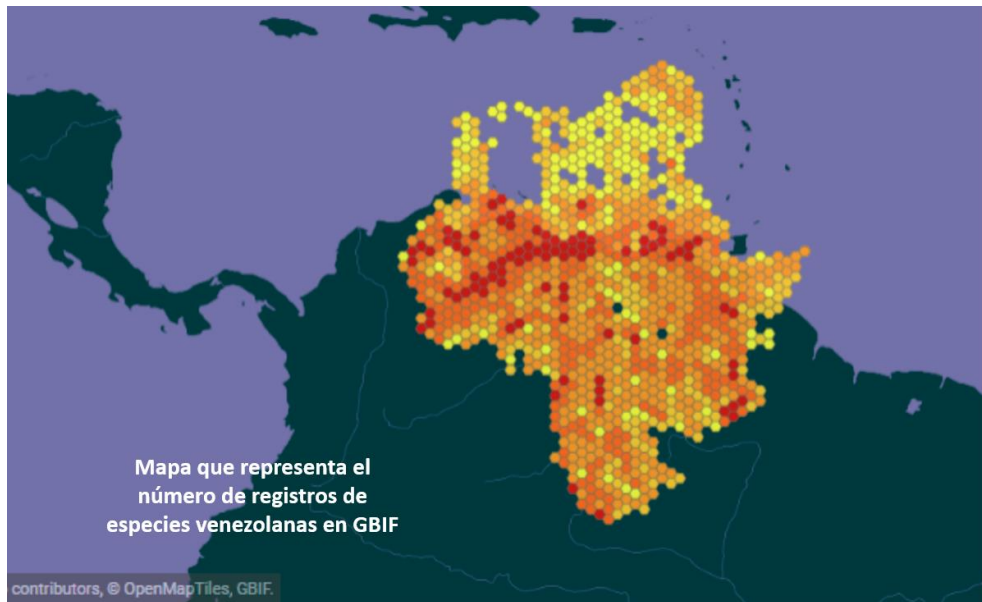 Mapa que representa el
número de registros de
especies venezolanas en GBIF
contributors, © OpenMapTiles, GBIF.